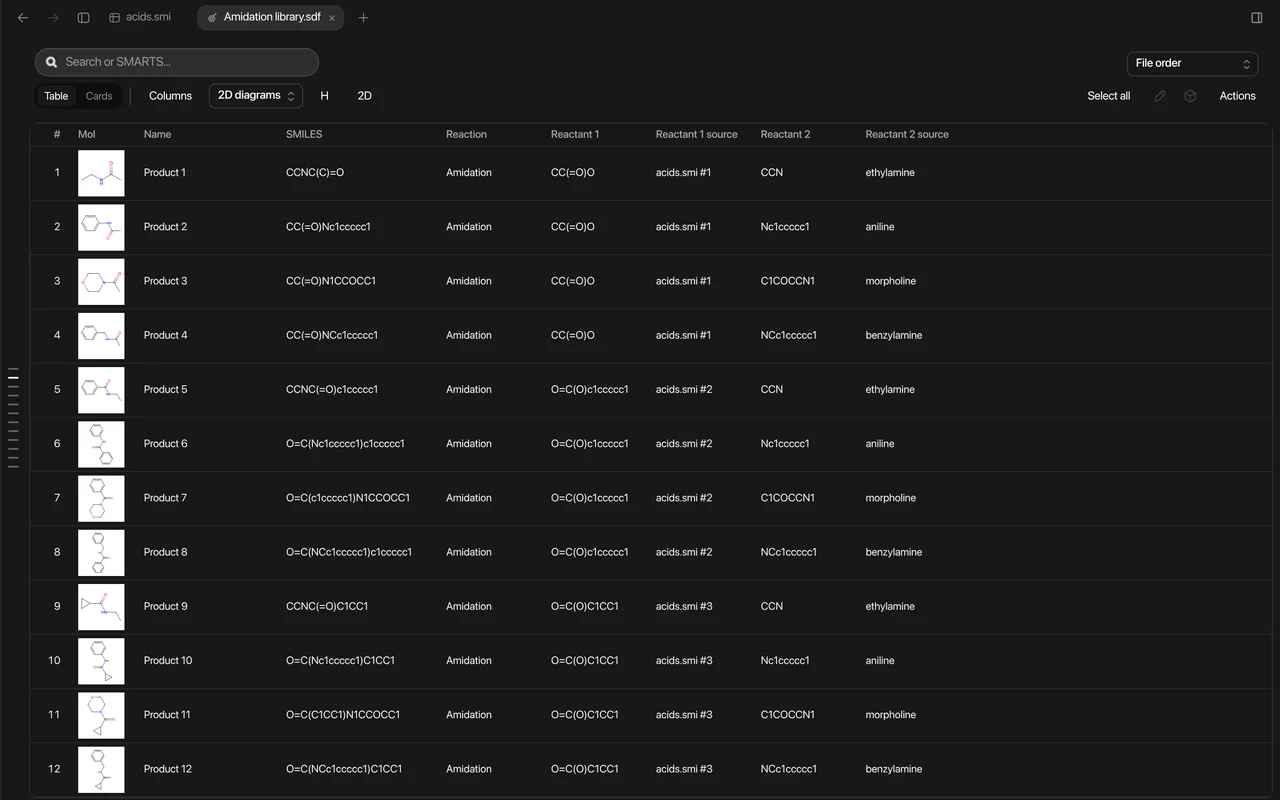 acids.smi Amidation library.sdf
Search or SMARTS... File order
Table Cards Columns 2D diagrams H 2D Select all Actions
# Mol Name SMILES Reaction Reactant 1 Reactant 1 source Reactant 2 Reactant 2 source
1 Product 1 CCNC(C)=O Amidation CC(=O)O acids.smi #1 CCN ethylamine
2 Product 2 CC(=O)Nc1ccccc1 Amidation CC(=O)O acids.smi #1 Nc1ccccc1 aniline
3 Product 3 CC(=O)N1CCOCC1 Amidation CC(=O)O acids.smi #1 C1COCCN1 morpholine
4 Product 4 CC(=O)NCc1ccccc1 Amidation CC(=O)O acids.smi #1 NCc1ccccc1 benzylamine
5 Product 5 CCNC(=O)c1ccccc1 Amidation O=C(O)c1ccccc1 acids.smi #2 CCN ethylamine
6 Product 6 O=C(Nc1ccccc1)c1ccccc1 Amidation O=C(O)c1ccccc1 acids.smi #2 Nc1ccccc1 aniline
7 Product 7 O=C(c1ccccc1)N1CCOCC1 Amidation O=C(O)c1ccccc1 acids.smi #2 C1COCCN1 morpholine
8 Product 8 O=C(NCc1ccccc1)c1ccccc1 Amidation O=C(O)c1ccccc1 acids.smi #2 NCc1ccccc1 benzylamine
9 Product 9 CCNC(=O)C1CC1 Amidation O=C(O)C1CC1 acids.smi #3 CCN ethylamine
10 Product 10 O=C(Nc1ccccc1)C1CC1 Amidation O=C(O)C1CC1 acids.smi #3 Nc1ccccc1 aniline
11 Product 11 O=C(C1CC1)N1CCOCC1 Amidation O=C(O)C1CC1 acids.smi #3 C1COCCN1 morpholine
12 Product 12 O=C(NCc1ccccc1)C1CC1 Amidation O=C(O)C1CC1 acids.smi #3 NCc1ccccc1 benzylamine